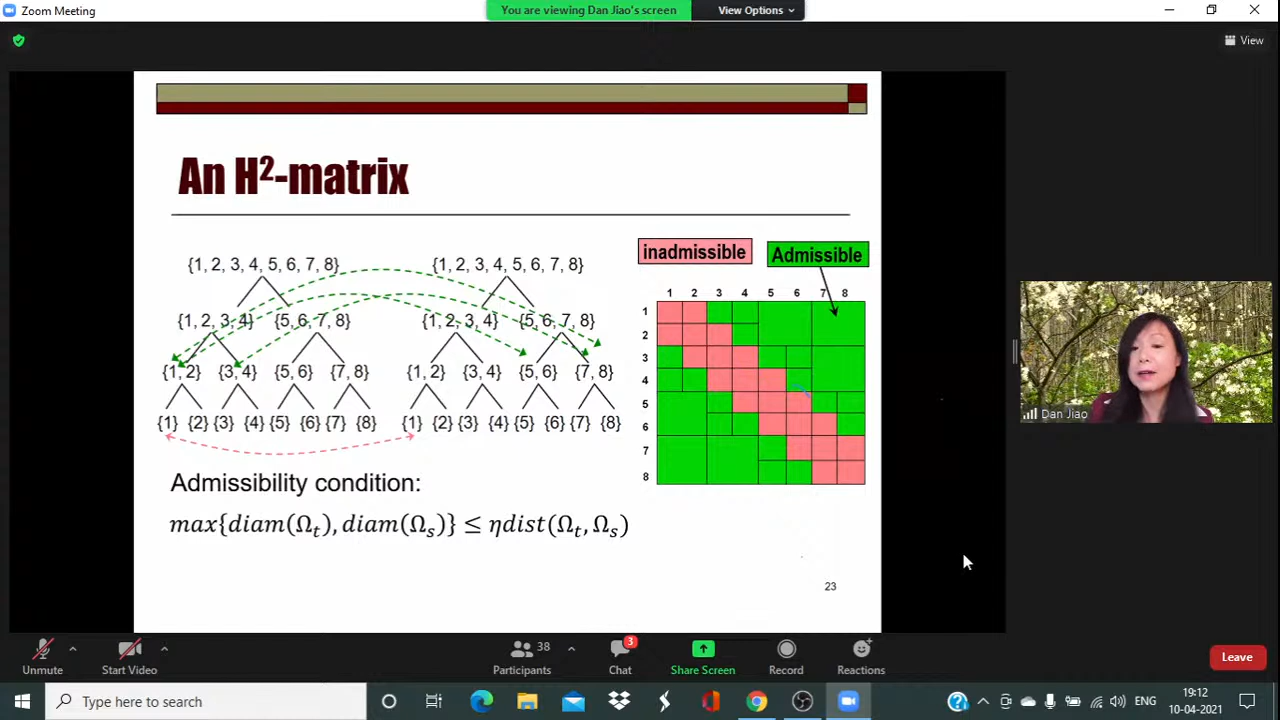 Zoom Meeting
You are viewing Dan Jiao's screen
View Options
View
An H²-matrix
{1, 2, 3, 4, 5, 6, 7, 8}
{1, 2, 3, 4, 5, 6, 7, 8}
{1, 2, 3, 4} {5, 6, 7, 8}
{1, 2, 3, 4} {5, 6, 7, 8}
{1, 2} {3, 4} {5, 6} {7, 8}
{1, 2} {3, 4} {5, 6} {7, 8}
{1} {2} {3} {4} {5} {6} {7} {8}
{1} {2} {3} {4} {5} {6} {7} {8}
inadmissible
Admissible
1 2 3 4 5 6 7 8
1
2
3
4
5
6
7
8
Admissibility condition:
max{diam(Ωₜ), diam(Ωₛ)} ≤ ηdist(Ωₜ, Ωₛ)
23
Dan Jiao
Unmute
Start Video
Participants
38
Chat
3
Share Screen
Record
Reactions
Leave
Type here to search
ENG
19:12
10-04-2021